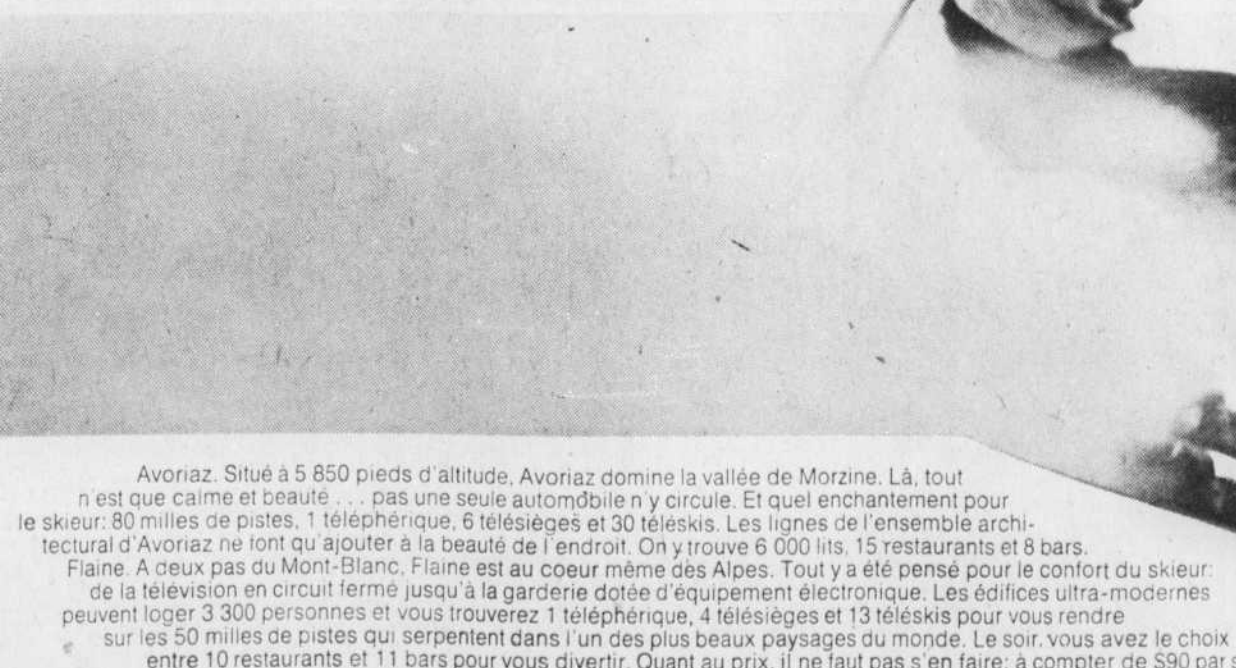 Avoriaz. Situé à 5 850 pieds d'altitude, Avoriaz domine la vallée de Morzine. Là, tout
n'est que calme et beauté . . . pas une seule automobile n'y circule. Et quel enchantement pour
le skieur: 80 milles de pistes, 1 téléphérique, 6 télésièges et 30 téléskis. Les lignes de l'ensemble archi-
tectural d'Avoriaz ne font qu'ajouter à la beauté de l'endroit. On y trouve 6 000 lits, 15 restaurants et 8 bars.
Flaine. A deux pas du Mont-Blanc, Flaine est au coeur même des Alpes. Tout y a été pensé pour le confort du skieur:
de la télévision en circuit fermé jusqu'à la garderie dotée d'équipement électronique. Les édifices ultra-modernes
peuvent loger 3 300 personnes et vous trouverez 1 téléphérique, 4 télésièges et 13 téléskis pour vous rendre
sur les 50 milles de pistes qui serpentent dans l'un des plus beaux paysages du monde. Le soir, vous avez le choix
entre 10 restaurants et 11 bars pour vous divertir. Quant au prix, il ne faut pas s'en faire: à compter de $90 par